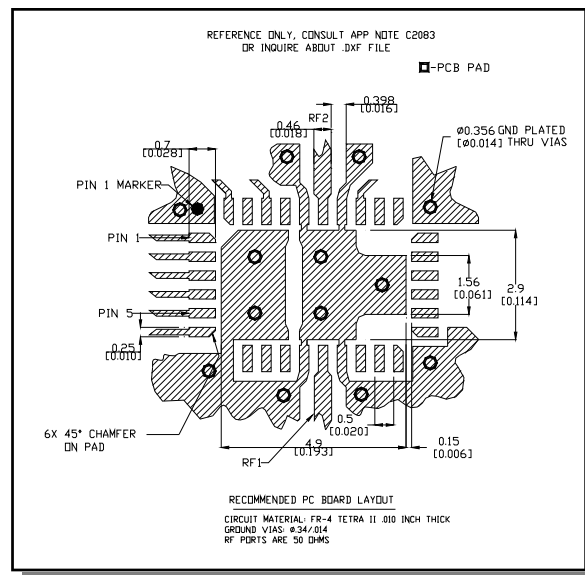 REFERENCE ONLY, CONSULT APP NOTE C2083
OR INQUIRE ABOUT .DXF FILE
-PCB PAD
0.398
[0.016]
RF2
0.46
[0.018]
Ø0.356 GND PLATED
[Ø0.014] THRU VIAS
0.7
[0.028]
PIN 1 MARKER
PIN 1
1.56
[0.061]
2.9
[0.114]
PIN 5
0.25
[0.010]
0.5
[0.020]
6X 45° CHAMFER
ON PAD
4.9
[0.193]
0.15
[0.006]
RF1
RECOMMENDED PC BOARD LAYOUT
CIRCUIT MATERIAL: FR-4 TETRA II .010 INCH THICK
GROUND VIAS: Ø.34/.014
RF PORTS ARE 50 OHMS